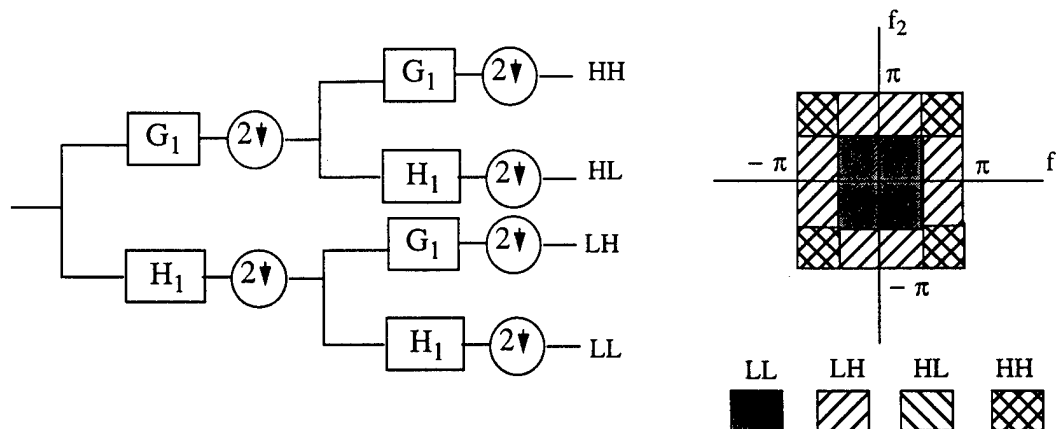 G1 2↓ HH
G1 2↓
H1 2↓ HL
G1 2↓ LH
H1 2↓
H1 2↓ LL
f2
π
- π π f
- π
LL LH HL HH